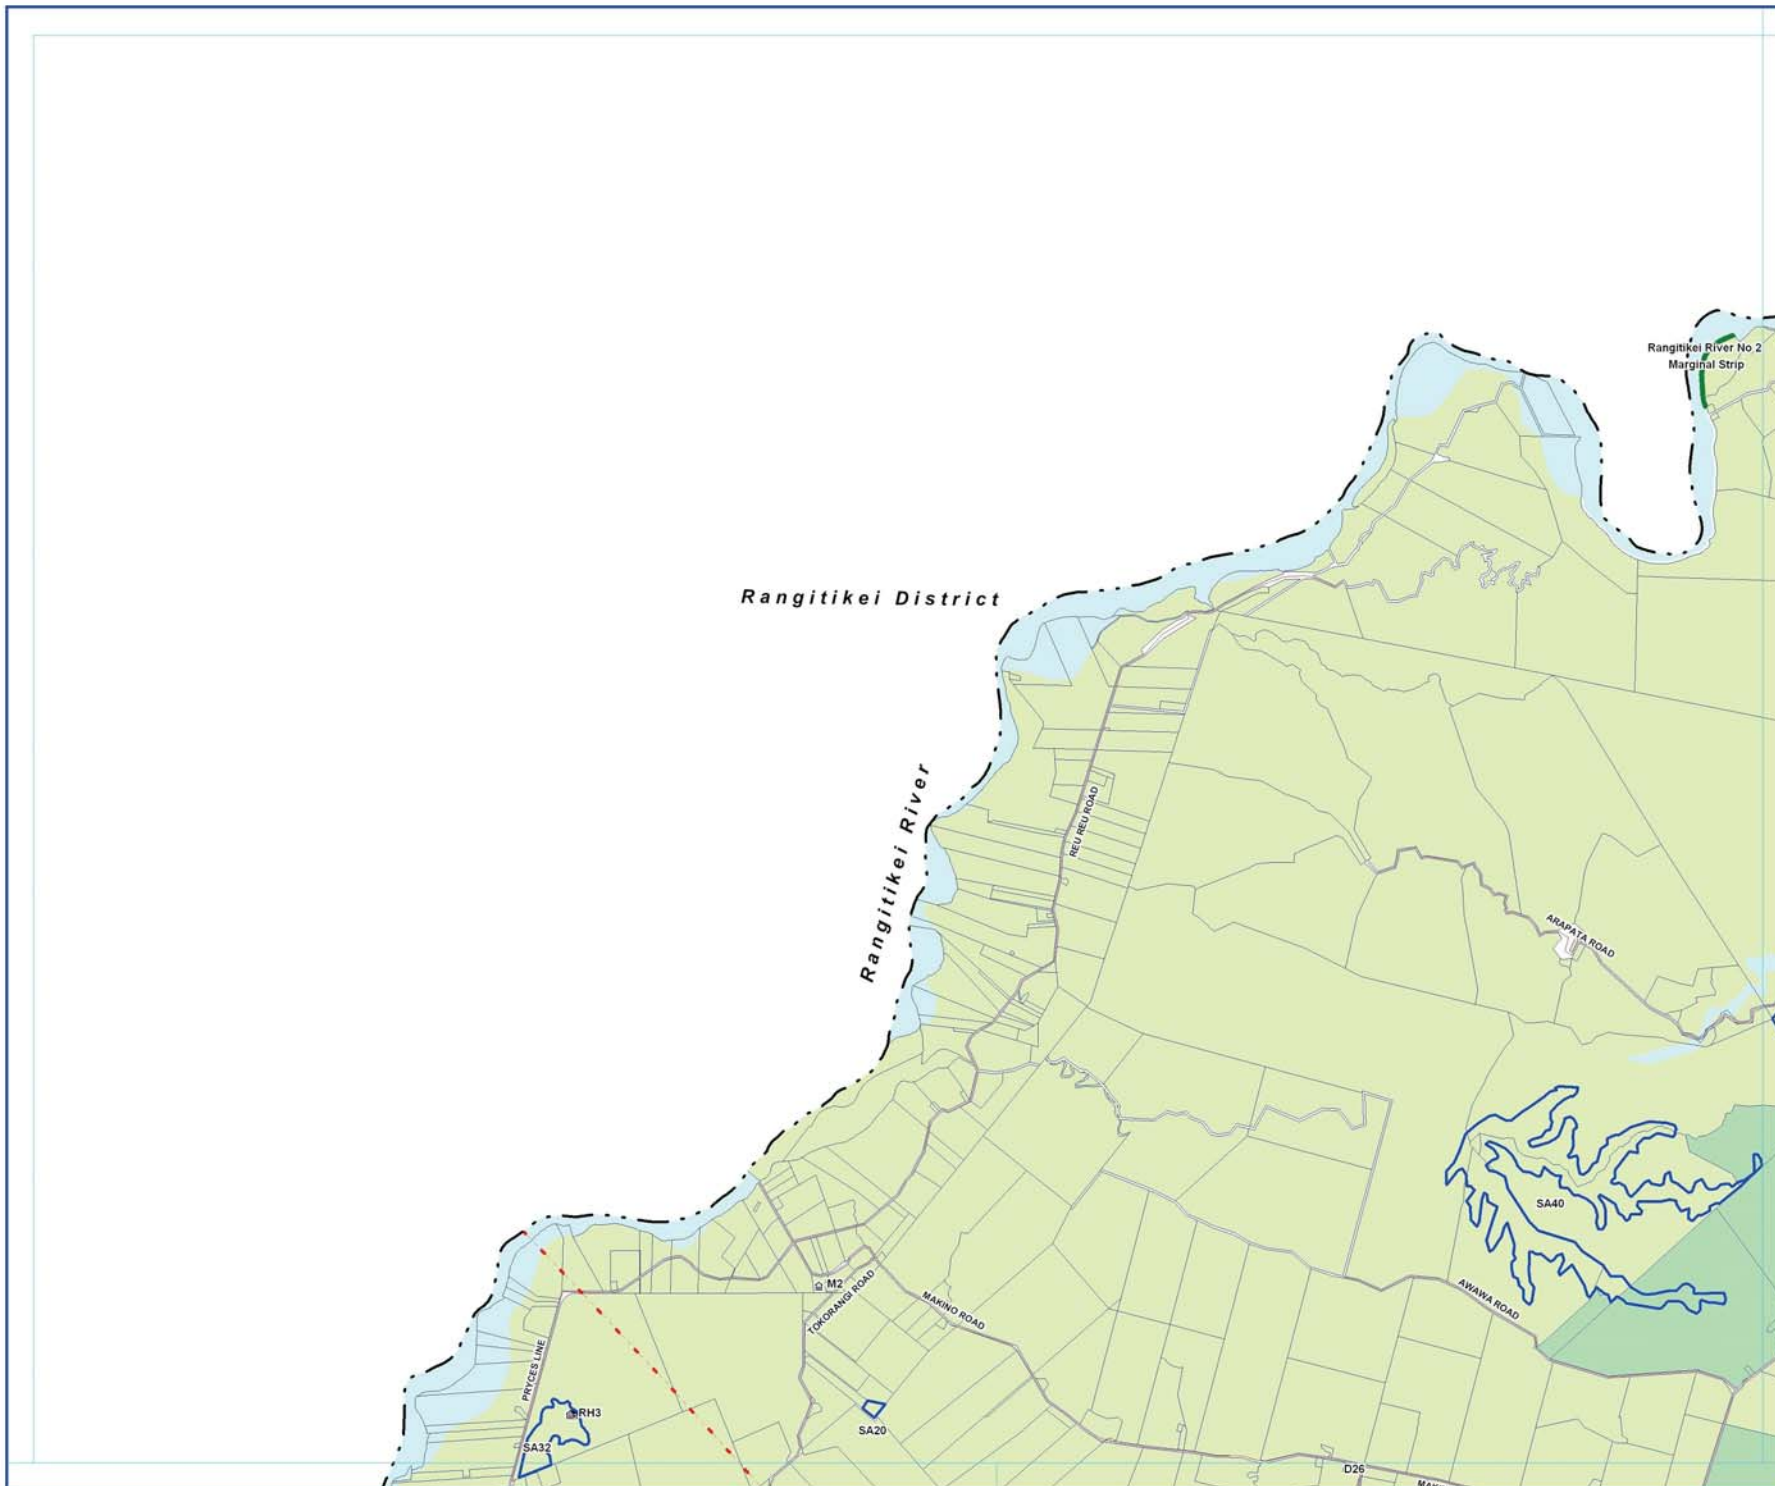 Rangitikei River No 2
Marginal Strip
Rangitikei District
Rangitikei River
REU REU ROAD
ARAPATA ROAD
SA40
M2
TOKORANGI ROAD
MAKINO ROAD
AWAWA ROAD
PRYCES LINE
RH3
SA32
SA20
D26